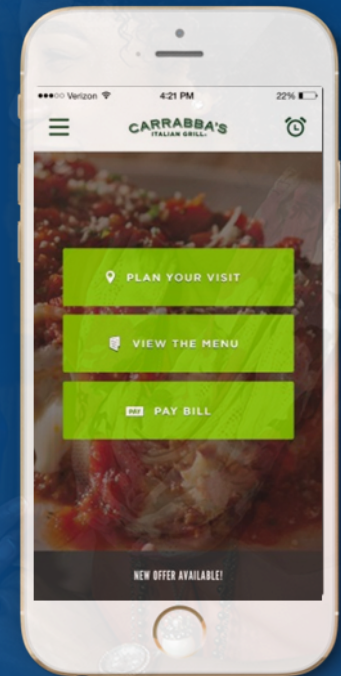 Verizon 4:21 PM 22%
CARRABBA'S
ITALIAN GRILL®
PLAN YOUR VISIT
VIEW THE MENU
PAY PAY BILL
NEW OFFER AVAILABLE!